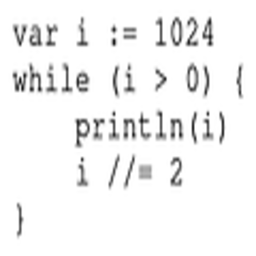 var i := 1024
while (i > 0) {
    println(i)
    i //= 2
}